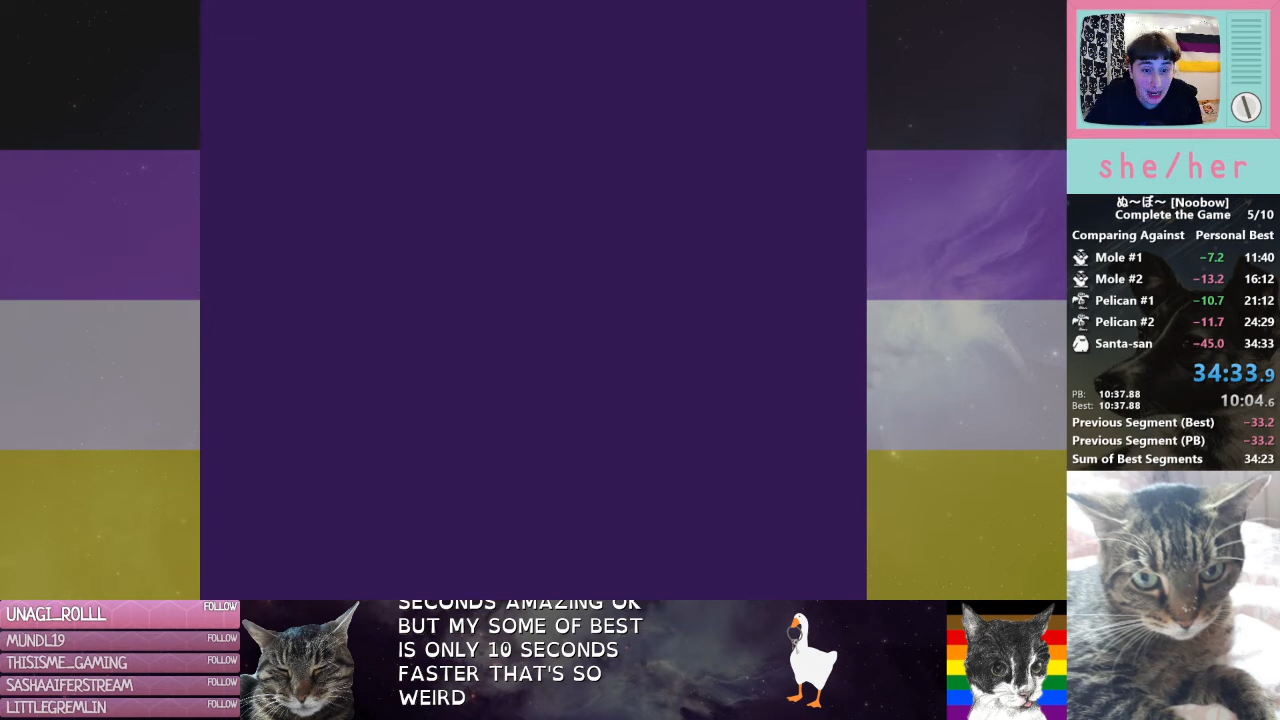 she/her
ぬ〜ぼ〜 [Noobow]
Complete the Game 5/10
Comparing Against Personal Best
Mole #1 −7.2 11:40
Mole #2 −13.2 16:12
Pelican #1 −10.7 21:12
Pelican #2 −11.7 24:29
Santa-san −45.0 34:33
34:33.9
PB: 10:37.88
Best: 10:37.88
10:04.6
Previous Segment (Best) −33.2
Previous Segment (PB) −33.2
Sum of Best Segments 34:23
UNAGI_ROLLL FOLLOW
MUNDL19 FOLLOW
THISISME_GAMING FOLLOW
SASHAAIFERSTREAM FOLLOW
LITTLEGREMLIN FOLLOW
SECONDS AMAZING OK
BUT MY SOME OF BEST
IS ONLY 10 SECONDS
FASTER THAT'S SO
WEIRD